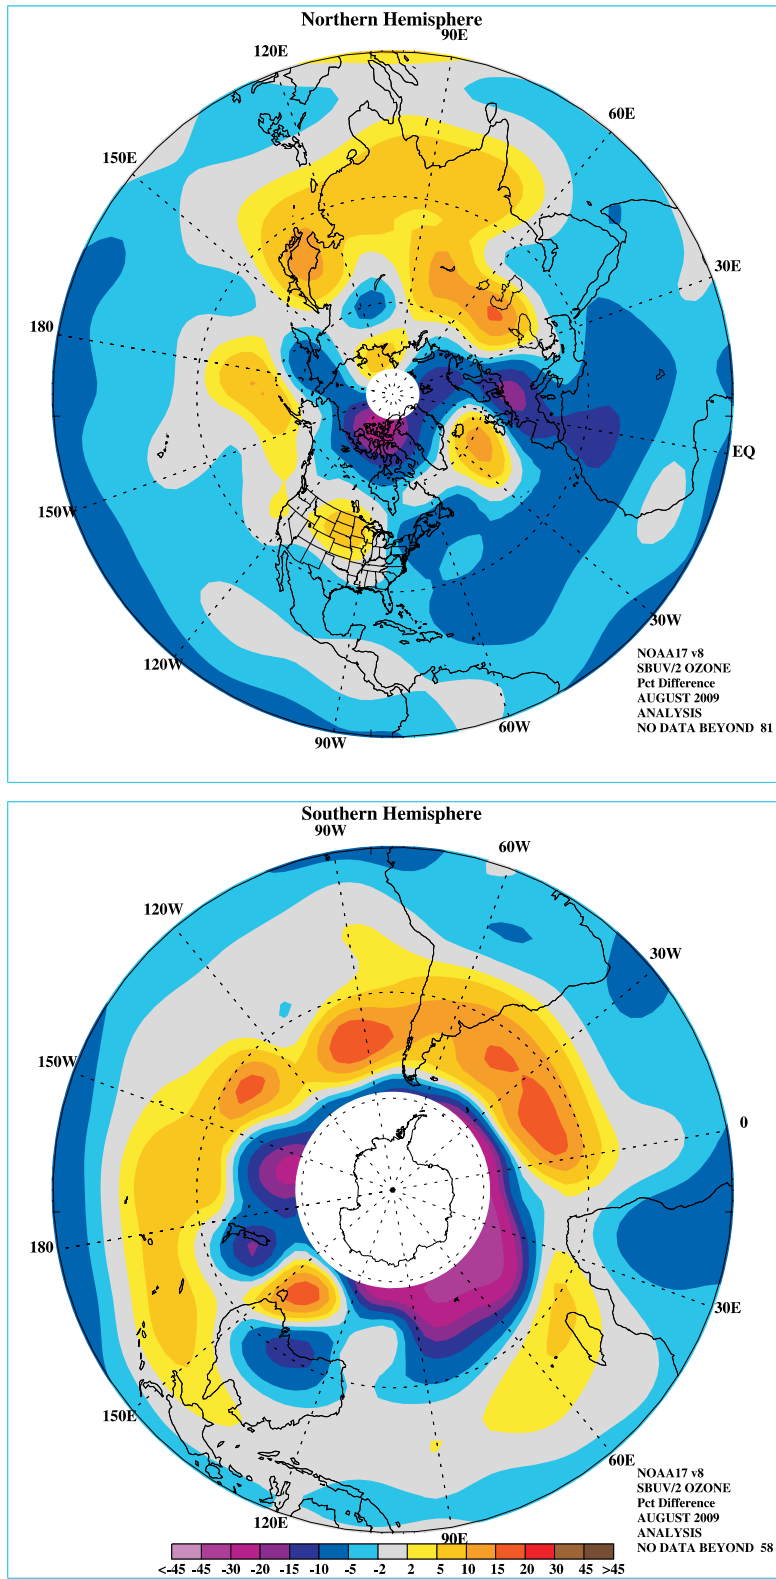 Northern Hemisphere
90E
120E
60E
150E
30E
180
EQ
150W
30W
120W
60W
90W
NOAA17 v8
SBUV/2 OZONE
Pct Difference
AUGUST 2009
ANALYSIS
NO DATA BEYOND 81
Southern Hemisphere
90W
60W
120W
30W
150W
0
180
30E
150E
60E
120E
90E
NOAA17 v8
SBUV/2 OZONE
Pct Difference
AUGUST 2009
ANALYSIS
NO DATA BEYOND 58
<-45 -45 -30 -20 -15 -10 -5 -2 2 5 10 15 20 30 45 >45